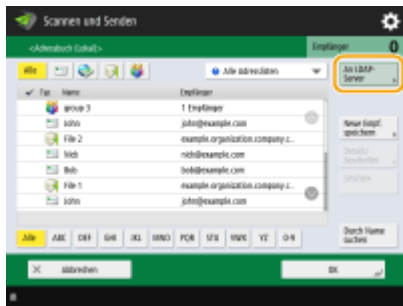 Scannen und Senden
<Adressbuch (Lokal)>
Empfänger 0
Alle
Alle Adresslisten
An LDAP-
Server
Typ Name Empfänger
group 3 1 Empfänger
John john@example.com
File 2 example.organization.company.c..
Nick nick@example.com
Bob bob@example.com
File 1 example.organization.company.c..
John john@example.com
Neue Empf.
speichern
Details/
Bearbeiten
Löschen
Alle ABC DEF GHI JKL MNO PQR STU VWX YZ 0-9
Durch Name
suchen
Abbrechen
OK